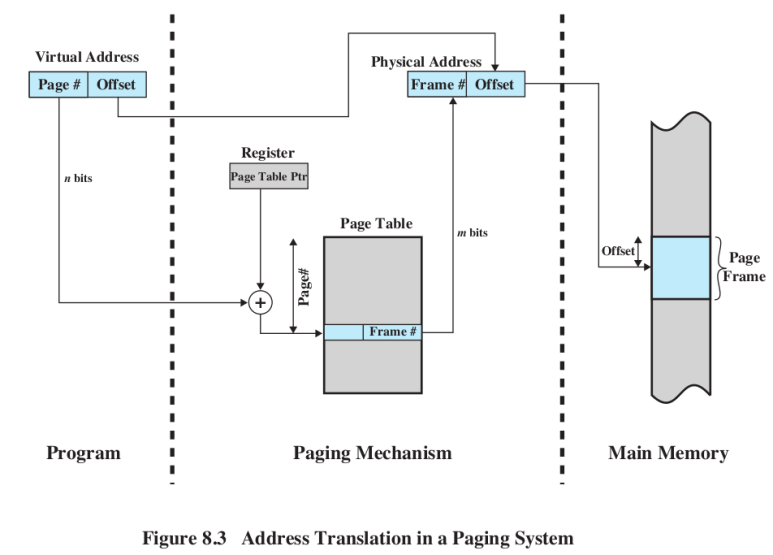 Virtual Address
Page # Offset
n bits
Physical Address
Frame # Offset
Register
Page Table Ptr
Page Table
m bits
Page#
+
Frame #
Offset
Page
Frame
Program
Paging Mechanism
Main Memory
Figure 8.3 Address Translation in a Paging System